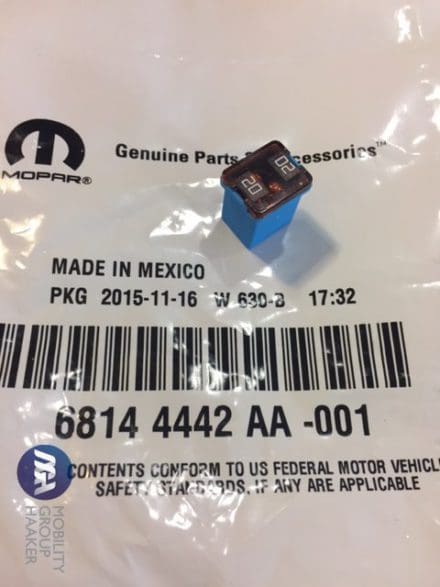 Genuine Parts & Accessories™
MOPAR®
20
20
MADE IN MEXICO
PKG 2015-11-16 W 630-B 17:32
6814 4442 AA -001
CONTENTS CONFORM TO US FEDERAL MOTOR VEHICL
SAFETY STANDARDS, IF ANY ARE APPLICABLE
MOBILITY
GROUP
HAAKER